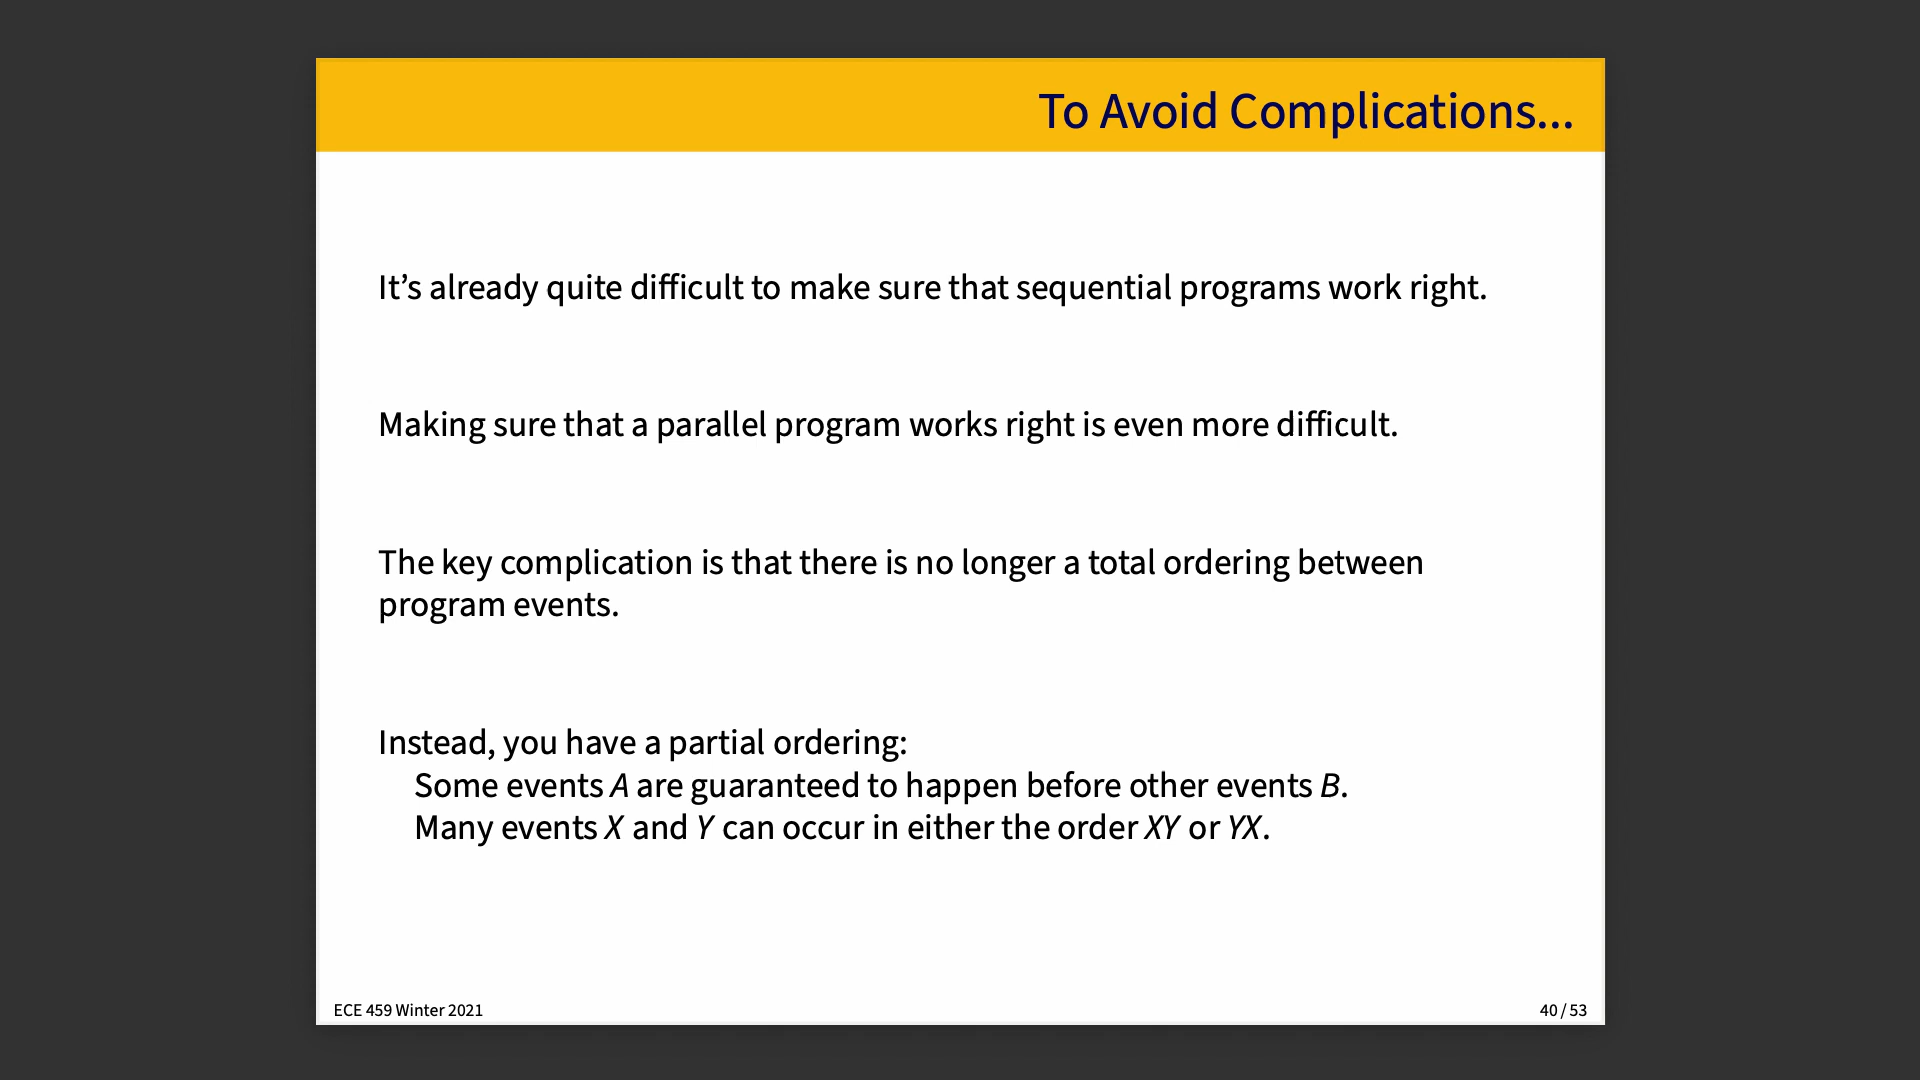 To Avoid Complications...
It’s already quite difficult to make sure that sequential programs work right.
Making sure that a parallel program works right is even more difficult.
The key complication is that there is no longer a total ordering between
program events.
Instead, you have a partial ordering:
Some events A are guaranteed to happen before other events B.
Many events X and Y can occur in either the order XY or YX.
ECE 459 Winter 2021
40 / 53